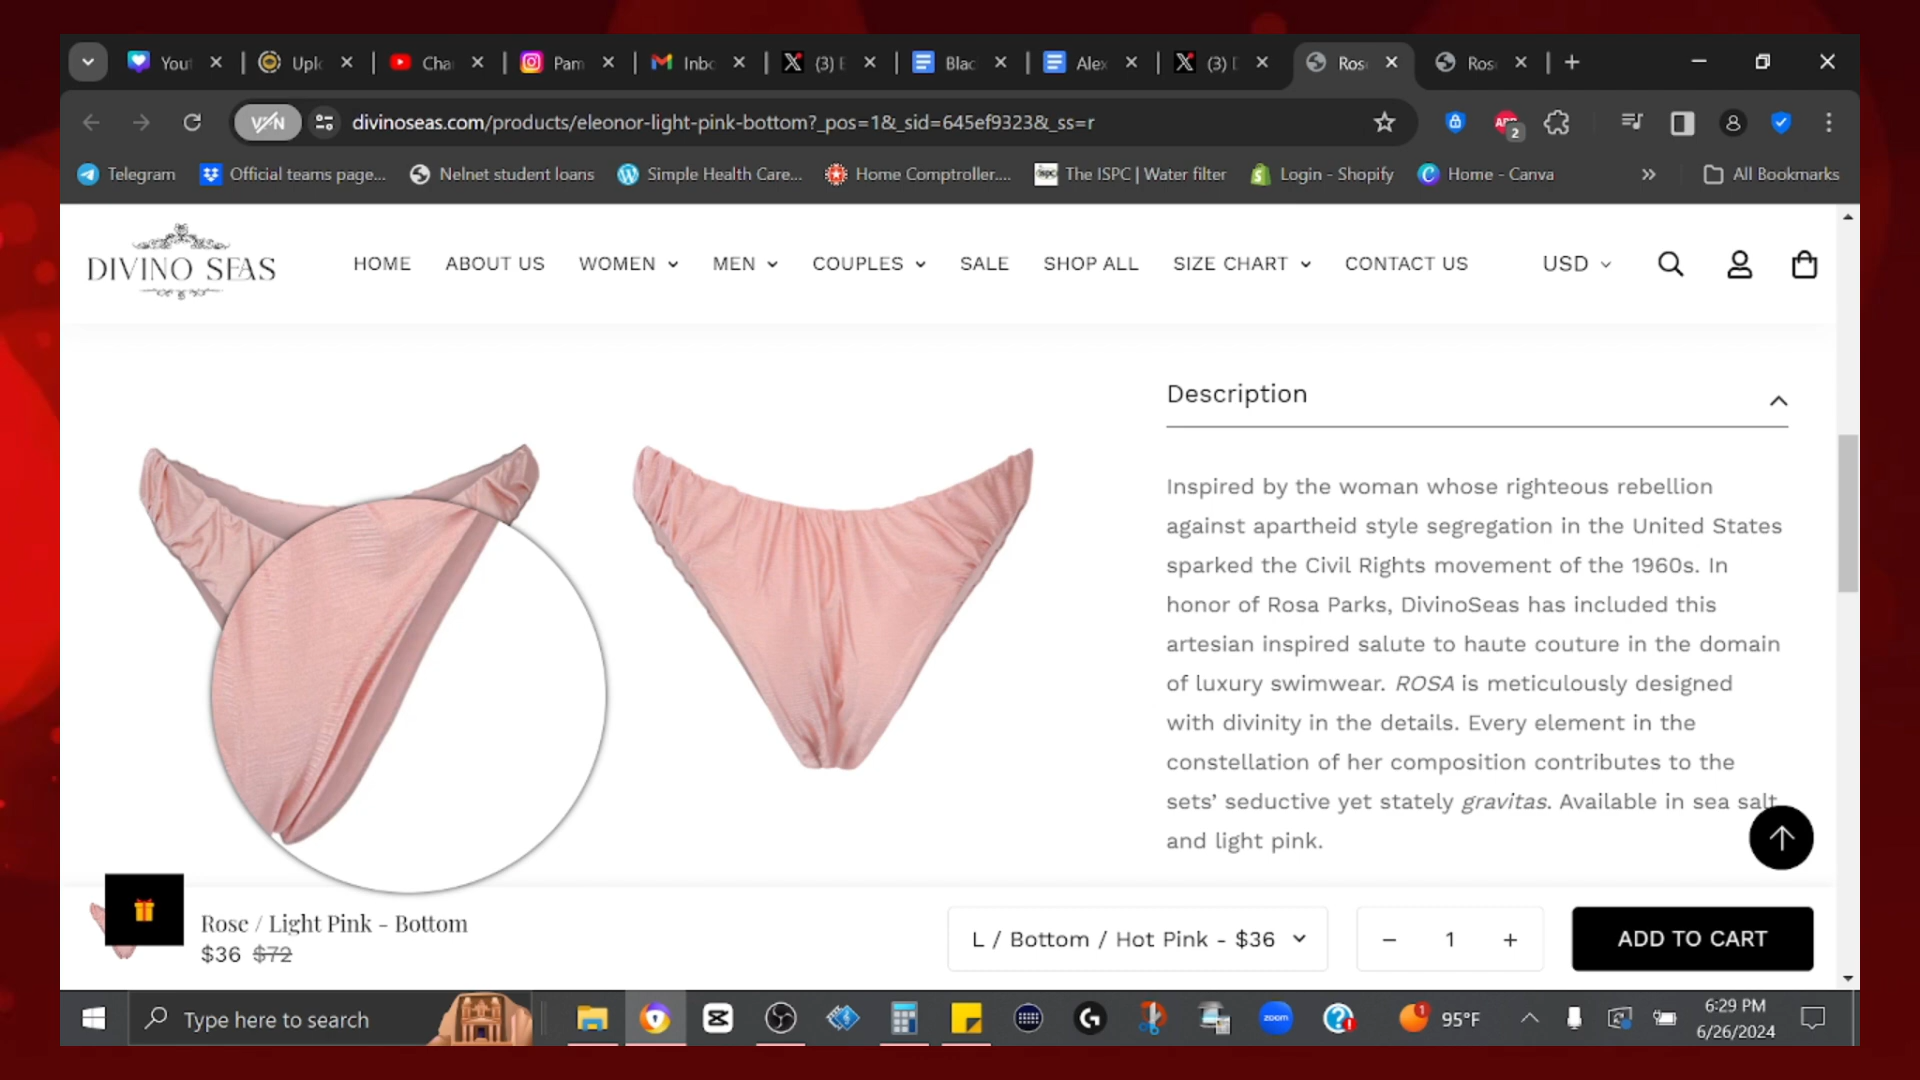 You
Uplo
Cha
Pam
Inbo
(3) E
Blac
Alex
(3) D
Ros
Ros
VPN
divinoseas.com/products/eleonor-light-pink-bottom?_pos=1&_sid=645ef9323&_ss=r
2
Telegram
Official teams page...
Nelnet student loans
Simple Health Care...
Home Comptroller....
The ISPC | Water filter
Login - Shopify
Home - Canva
»
All Bookmarks
DIVINO SEAS
HOME
ABOUT US
WOMEN
MEN
COUPLES
SALE
SHOP ALL
SIZE CHART
CONTACT US
USD
Description
Inspired by the woman whose righteous rebellion
against apartheid style segregation in the United States
sparked the Civil Rights movement of the 1960s. In
honor of Rosa Parks, DivinoSeas has included this
artesian inspired salute to haute couture in the domain
of luxury swimwear. ROSA is meticulously designed
with divinity in the details. Every element in the
constellation of her composition contributes to the
sets' seductive yet stately gravitas. Available in sea salt
and light pink.
Rose / Light Pink - Bottom
$36 $72
L / Bottom / Hot Pink - $36
− 1 +
ADD TO CART
Type here to search
zoom
1
95°F
6:29 PM
6/26/2024